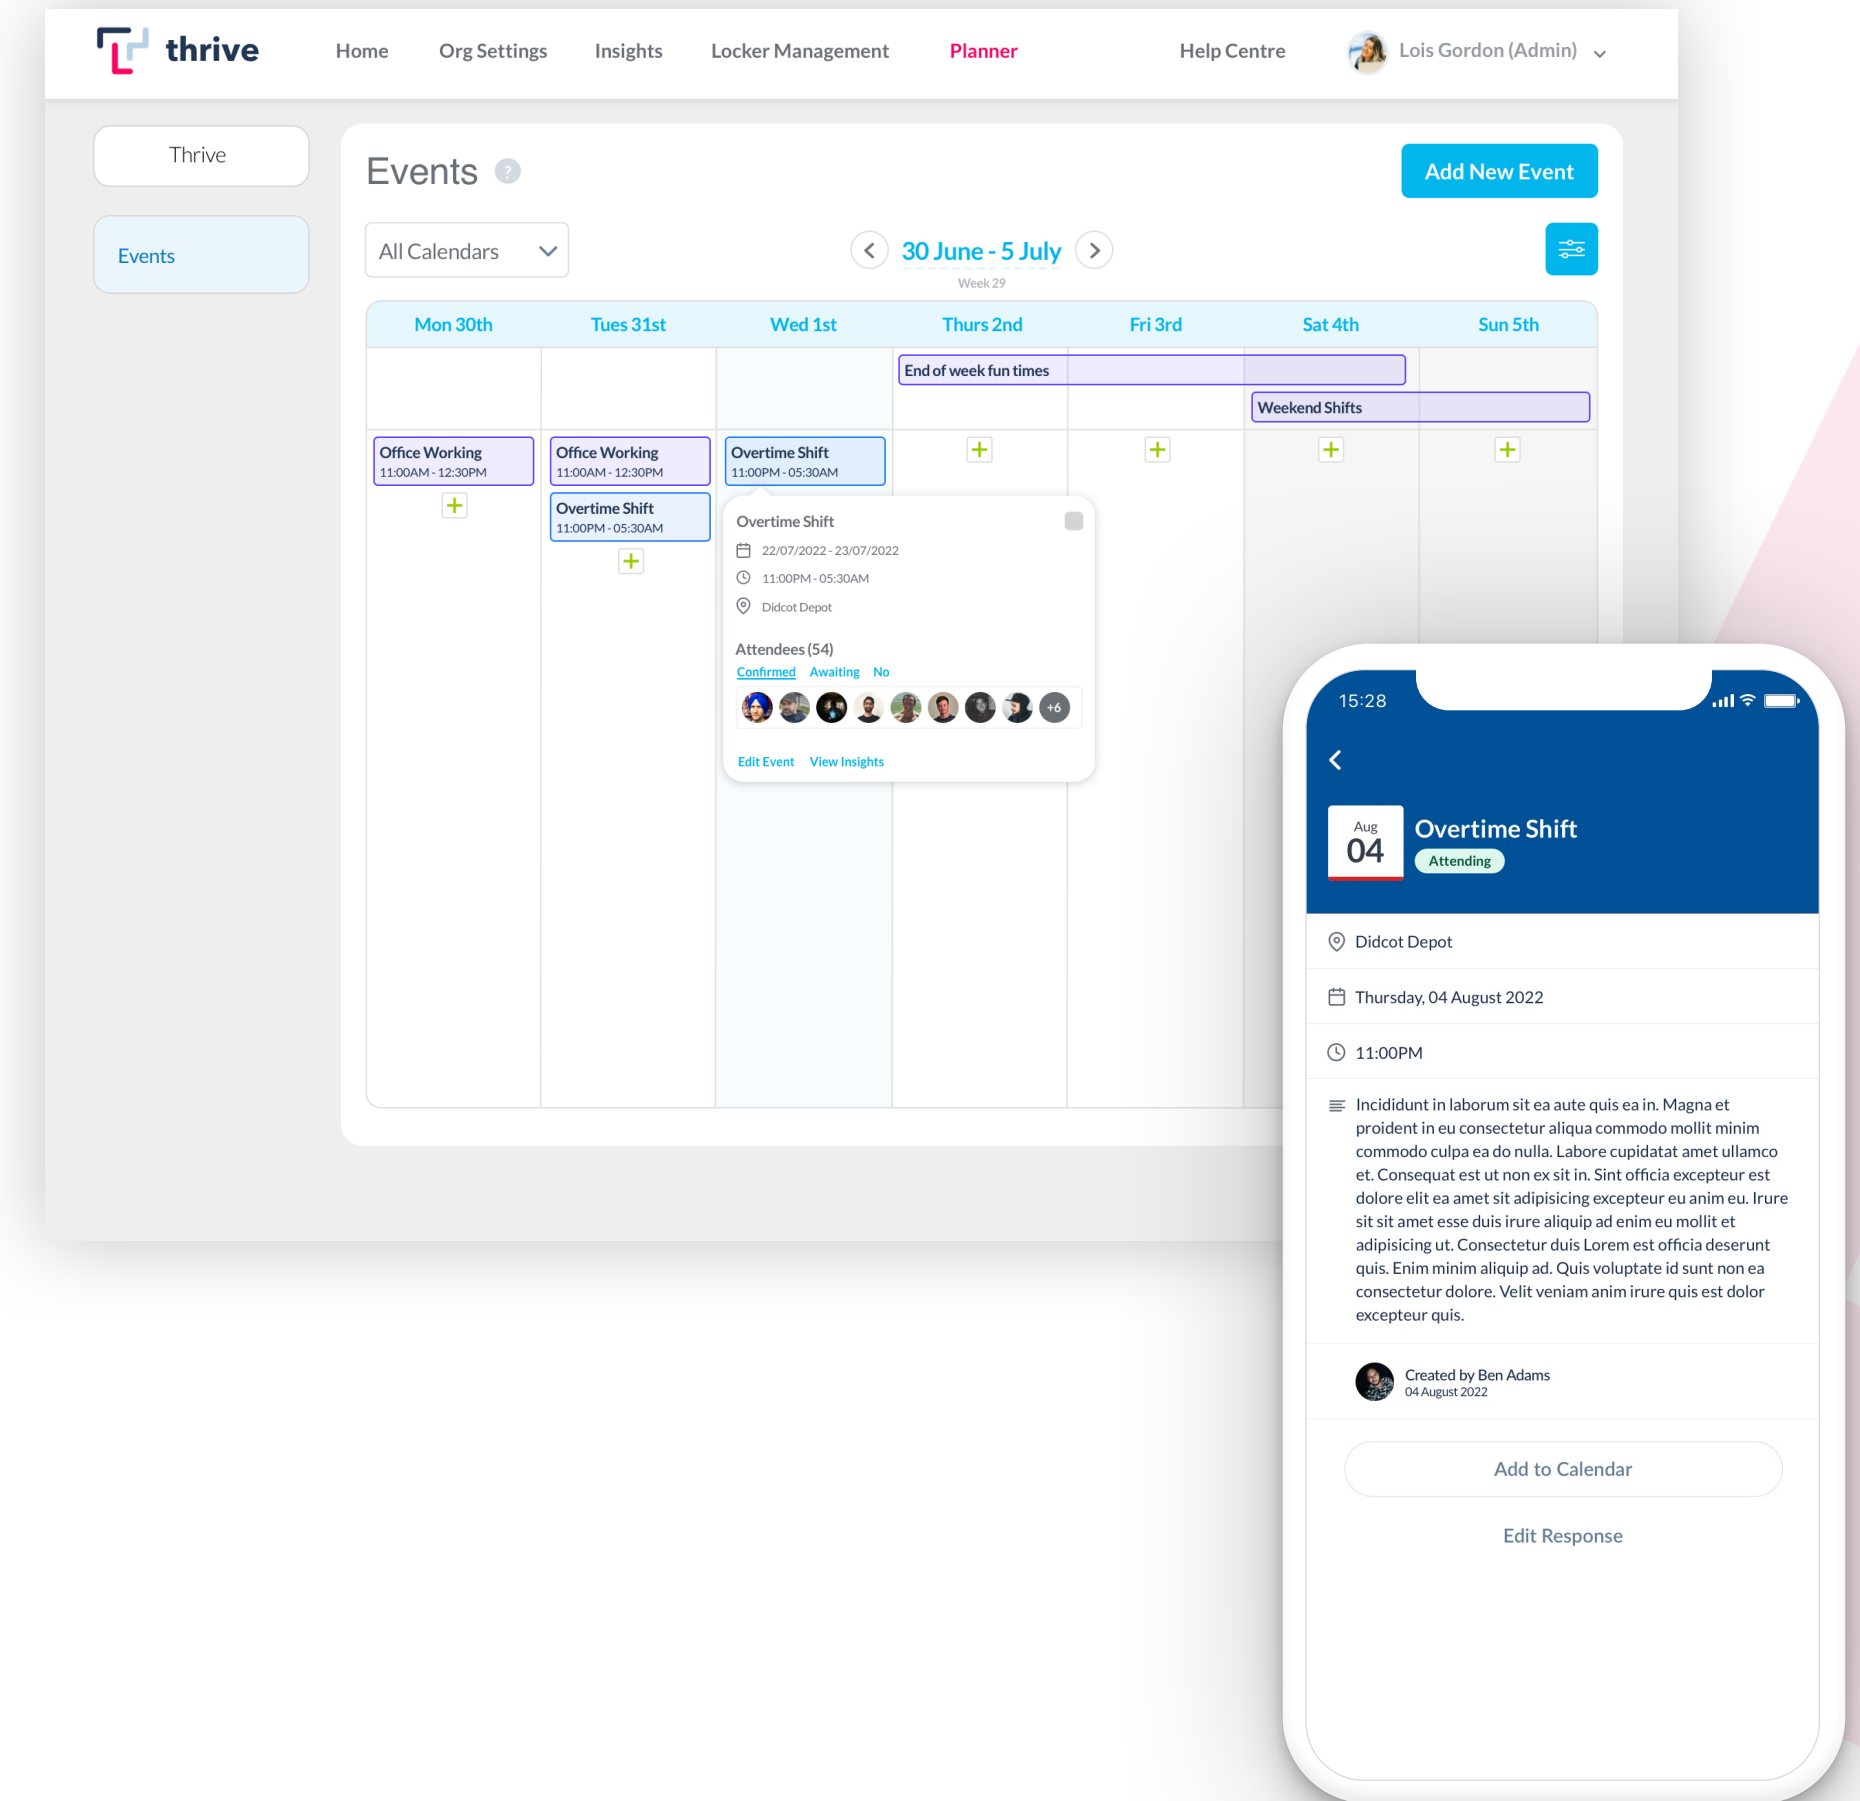 thrive
Home
Org Settings
Insights
Locker Management
Planner
Help Centre
Lois Gordon (Admin)
Thrive
Events
Events ?
Add New Event
All Calendars
30 June - 5 July
Week 29
Mon 30th
Tues 31st
Wed 1st
Thurs 2nd
Fri 3rd
Sat 4th
Sun 5th
End of week fun times
Weekend Shifts
Office Working
11:00AM - 12:30PM
Office Working
11:00AM - 12:30PM
Overtime Shift
11:00PM - 05:30AM
Overtime Shift
11:00PM - 05:30AM
Overtime Shift
22/07/2022 - 23/07/2022
11:00PM - 05:30AM
Didcot Depot
Attendees (54)
Confirmed Awaiting No
+6
Edit Event View Insights
15:28
Aug
04
Overtime Shift
Attending
Didcot Depot
Thursday, 04 August 2022
11:00PM
Incididunt in laborum sit ea aute quis ea in. Magna et
proident in eu consectetur aliqua commodo mollit minim
commodo culpa ea do nulla. Labore cupidatat amet ullamco
et. Consequat est ut non ex sit in. Sint officia excepteur est
dolore elit ea amet sit adipisicing excepteur eu anim eu. Irure
sit sit amet esse duis irure aliquip ad enim eu mollit et
adipisicing ut. Consectetur duis Lorem est officia deserunt
quis. Enim minim aliquip ad. Quis voluptate id sunt non ea
consectetur dolore. Velit veniam anim irure quis est dolor
excepteur quis.
Created by Ben Adams
04 August 2022
Add to Calendar
Edit Response